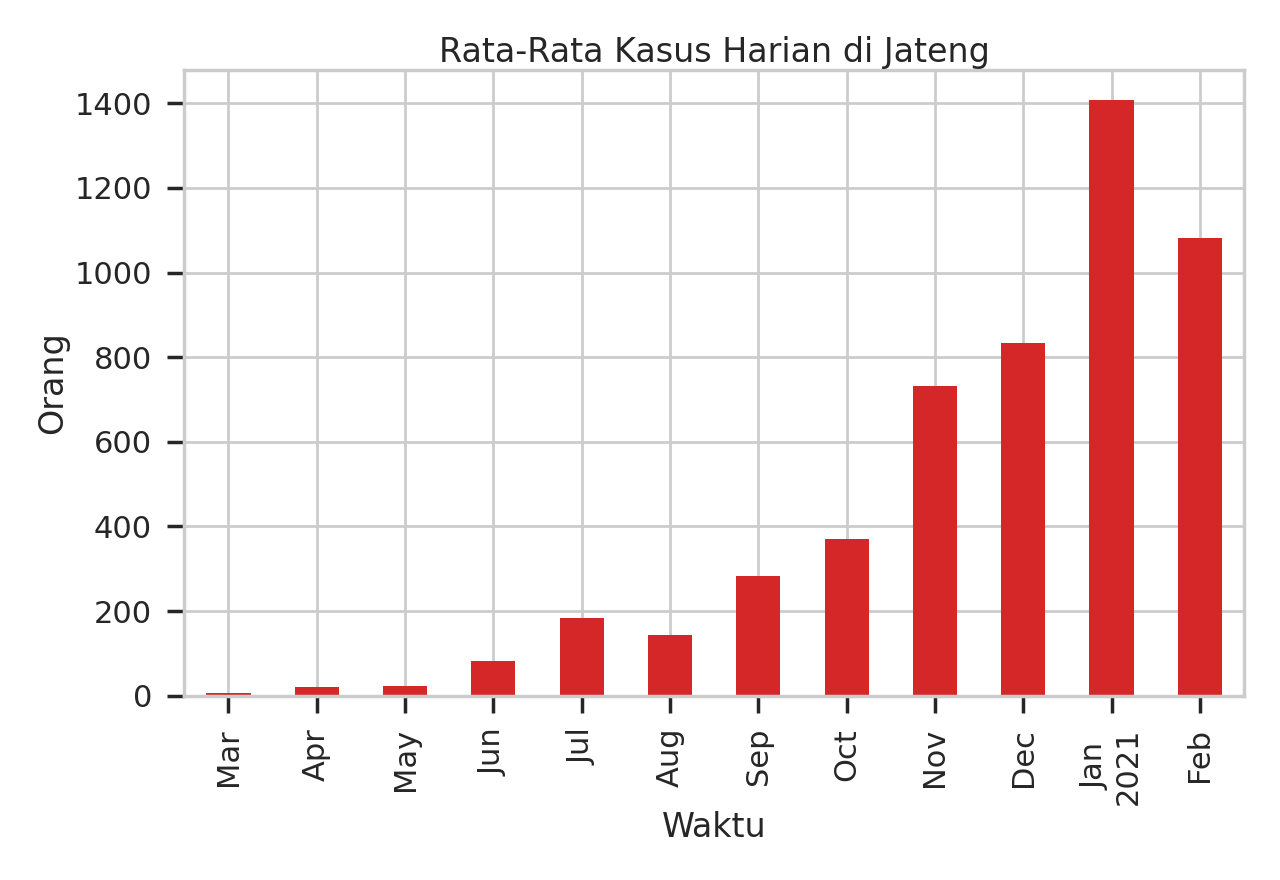 Rata-Rata Kasus Harian di Jateng
1400
1200
1000
800
600
400
200
0
Orang
Mar
Apr
May
Jun
Jul
Aug
Sep
Oct
Nov
Dec
Jan
2021
Feb
Waktu